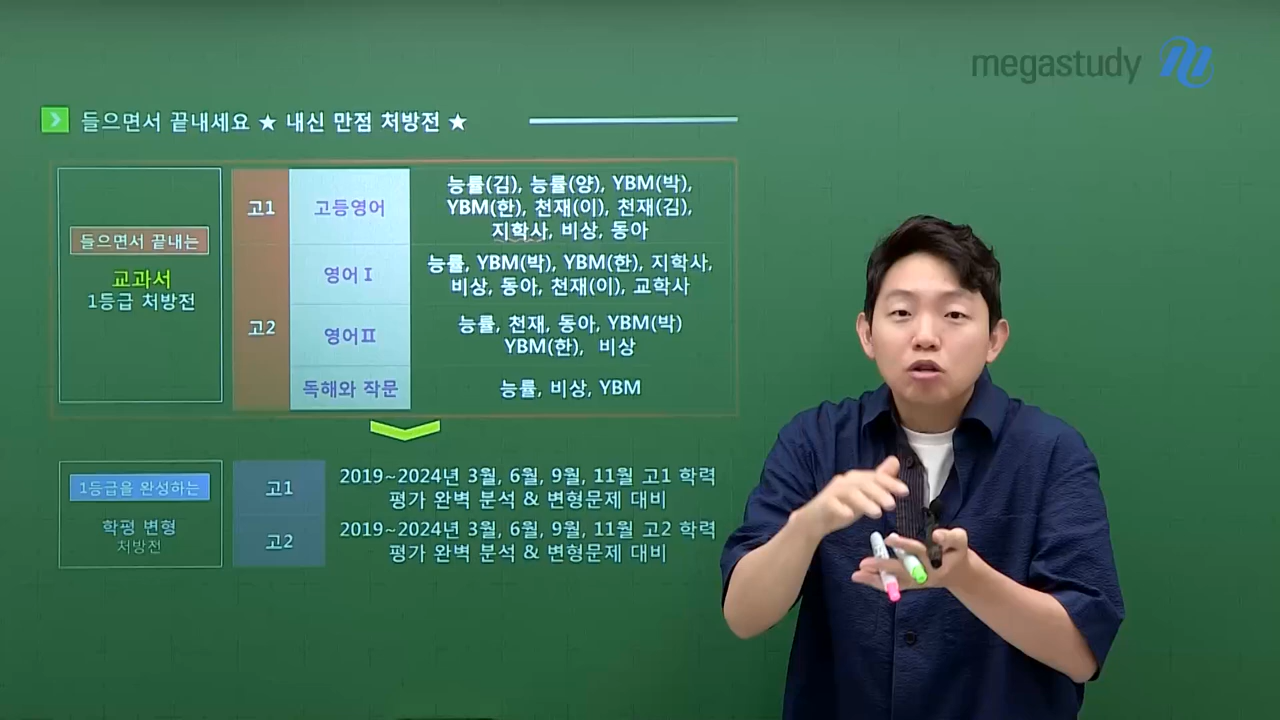 megastudy
들으면서 끝내세요 ★ 내신 만점 처방전 ★
들으면서 끝내는
교과서
1등급 처방전
고1
고등영어
능률(김), 능률(양), YBM(박),
YBM(한), 천재(이), 천재(김),
지학사, 비상, 동아
고2
영어Ⅰ
능률, YBM(박), YBM(한), 지학사,
비상, 동아, 천재(이), 교학사
영어Ⅱ
능률, 천재, 동아, YBM(박)
YBM(한), 비상
독해와 작문
능률, 비상, YBM
1등급을 완성하는
학평 변형
처방전
고1
2019~2024년 3월, 6월, 9월, 11월 고1 학력
평가 완벽 분석 & 변형문제 대비
고2
2019~2024년 3월, 6월, 9월, 11월 고2 학력
평가 완벽 분석 & 변형문제 대비